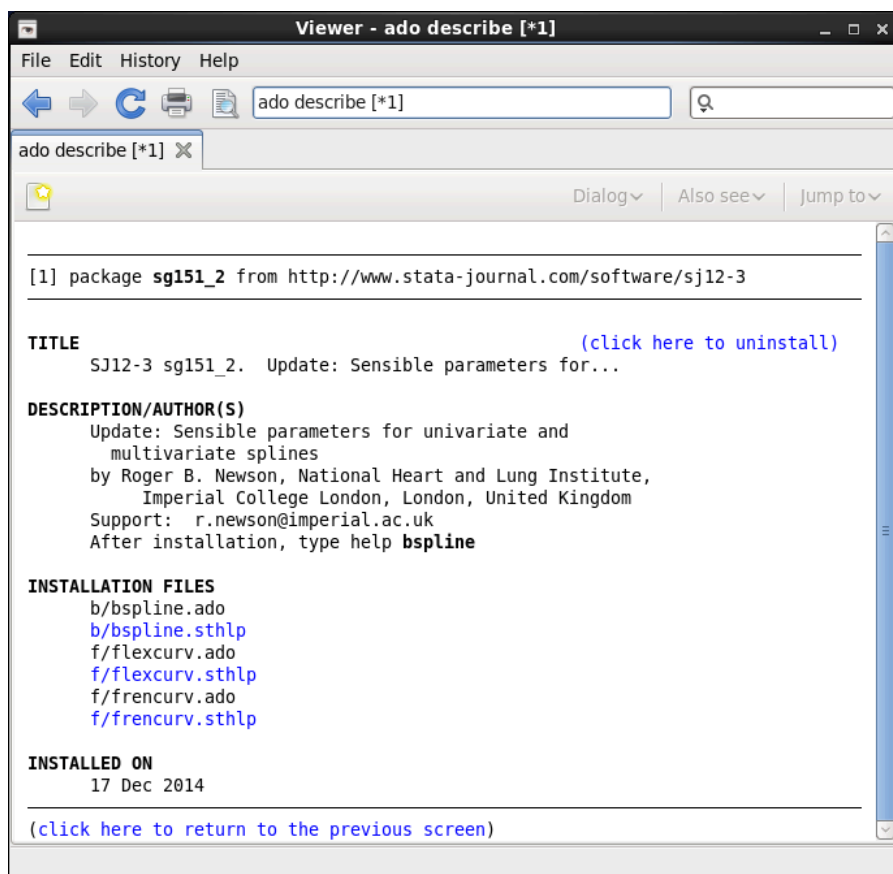 Viewer - ado describe [*1]
File Edit History Help
ado describe [*1]
ado describe [*1]
Dialog Also see Jump to
[1] package sg151_2 from http://www.stata-journal.com/software/sj12-3
TITLE (click here to uninstall)
SJ12-3 sg151_2. Update: Sensible parameters for...
DESCRIPTION/AUTHOR(S)
Update: Sensible parameters for univariate and
multivariate splines
by Roger B. Newson, National Heart and Lung Institute,
Imperial College London, London, United Kingdom
Support: r.newson@imperial.ac.uk
After installation, type help bspline
INSTALLATION FILES
b/bspline.ado
b/bspline.sthlp
f/flexcurv.ado
f/flexcurv.sthlp
f/frencurv.ado
f/frencurv.sthlp
INSTALLED ON
17 Dec 2014
(click here to return to the previous screen)